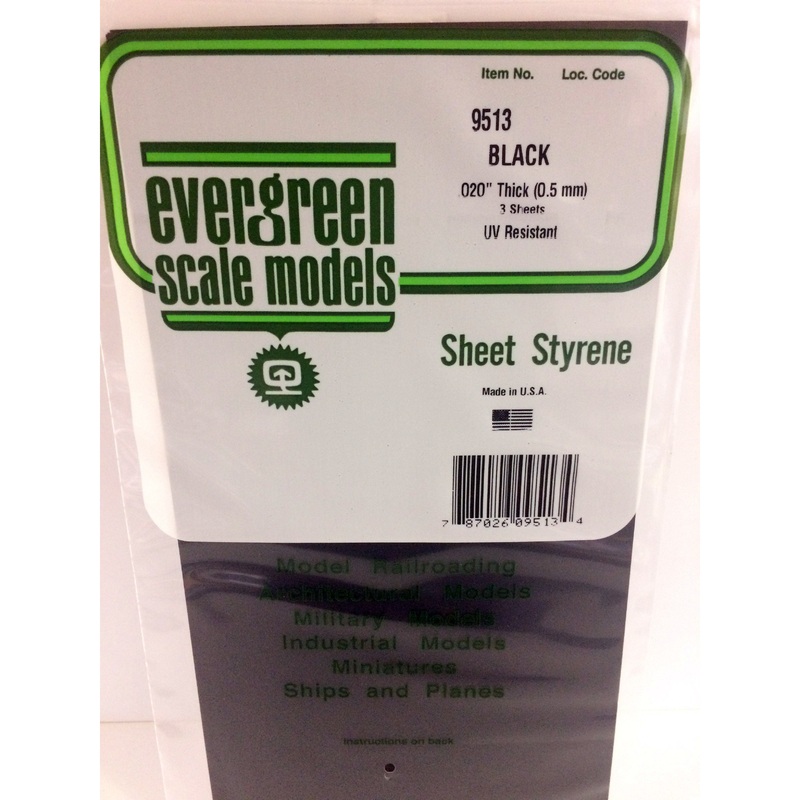 Item No. Loc. Code
9513
BLACK
.020" Thick (0.5 mm)
3 Sheets
UV Resistant
evergreen
scale models
Sheet Styrene
Made in U.S.A.
7 87026 09513 4
Model Railroading
Architectural Models
Military Models
Industrial Models
Miniatures
Ships and Planes
Instructions on back